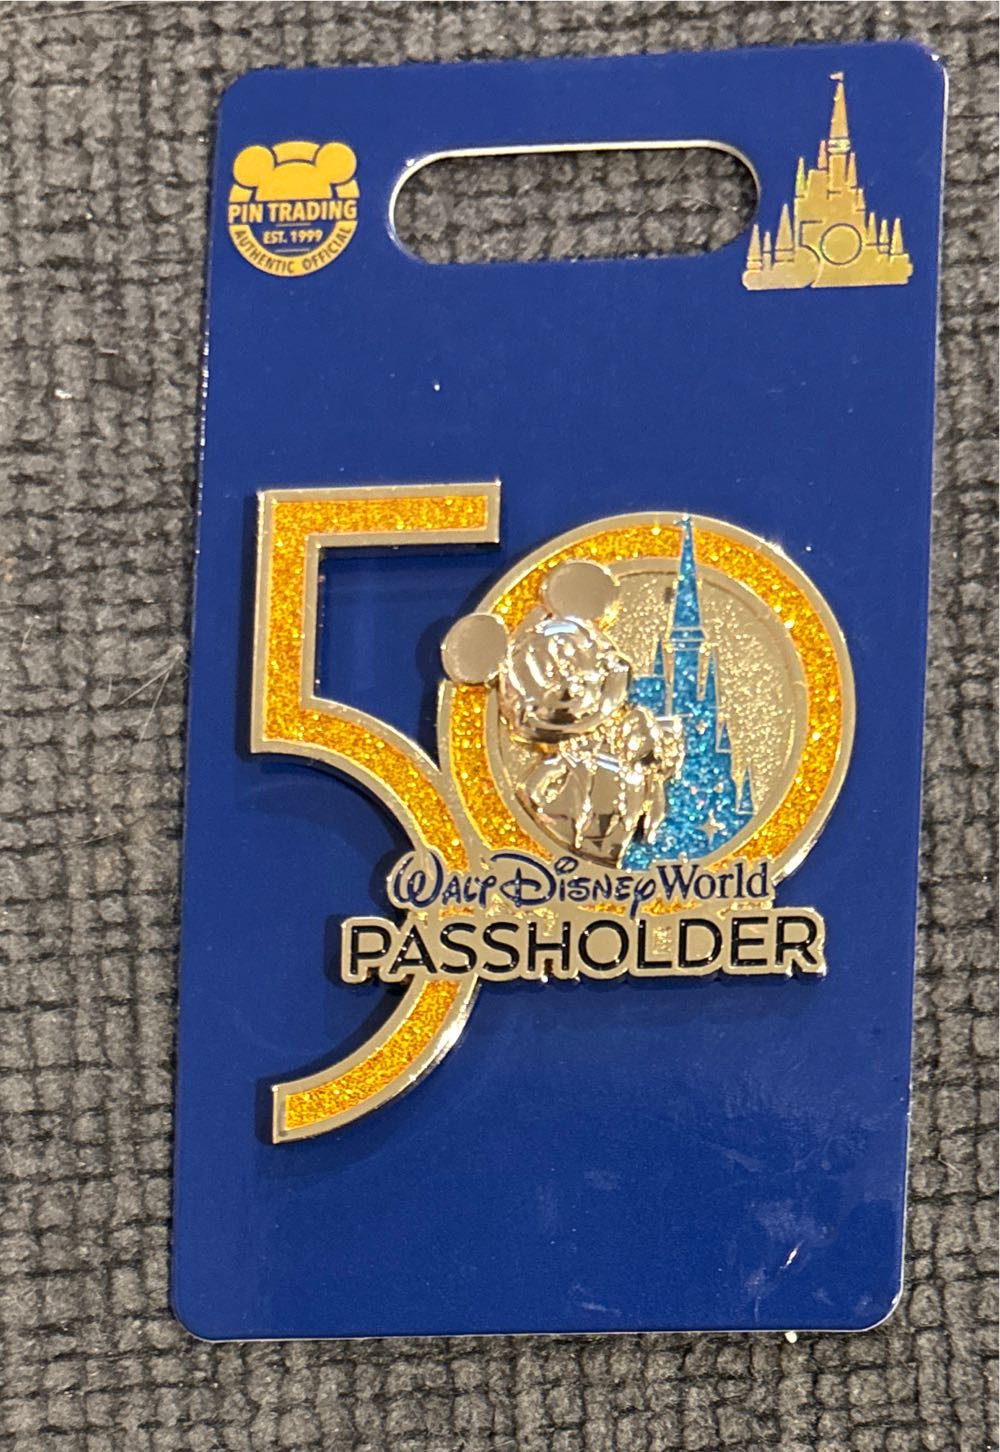 PIN TRADING
EST. 1999
AUTHENTIC OFFICIAL
50
50
WALT DISNEY World
PASSHOLDER